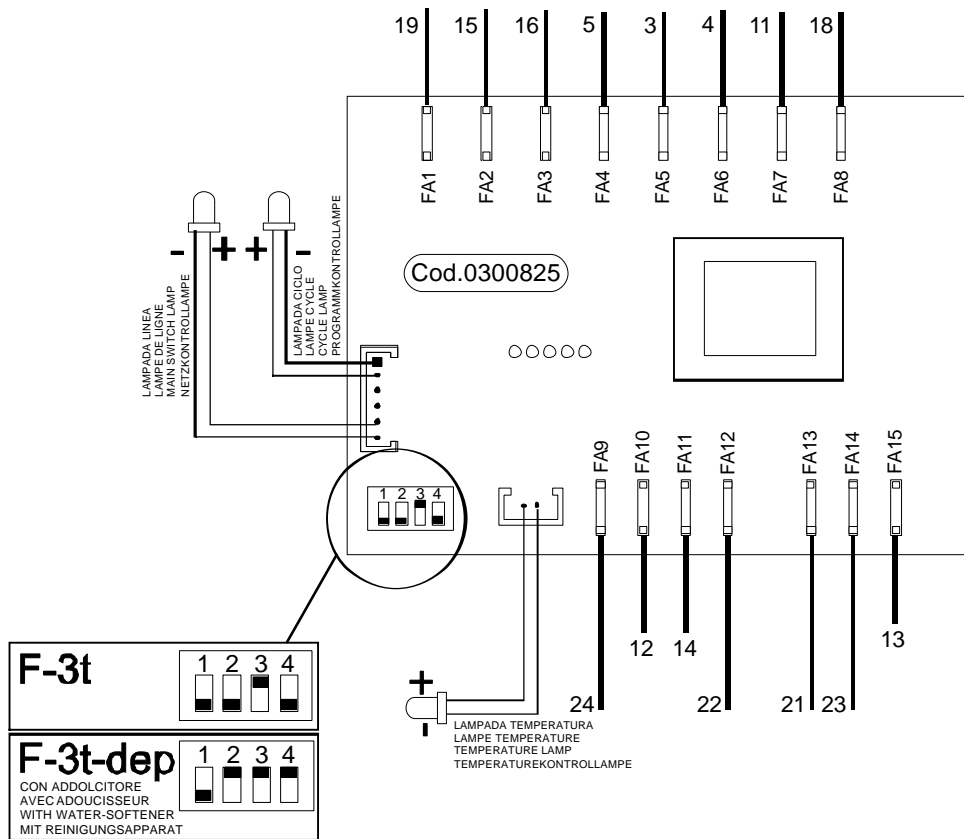 19 15 16 5 3 4 11 18
FA1 FA2 FA3 FA4 FA5 FA6 FA7 FA8
- + + -
LAMPADA LINEA
LAMPE DE LIGNE
MAIN SWITCH LAMP
NETZKONTROLLAMPE
LAMPADA CICLO
LAMPE CYCLE
CYCLE LAMP
PROGRAMMKONTROLLAMPE
Cod.0300825
FA9 FA10 FA11 FA12 FA13 FA14 FA15
1 2 3 4
12 14 13
24 22 21 23
+
-
LAMPADA TEMPERATURA
LAMPE TEMPERATURE
TEMPERATURE LAMP
TEMPERATUREKONTROLLAMPE
F-3t
1 2 3 4
F-3t-dep
1 2 3 4
CON ADDOLCITORE
AVEC ADOUCISSEUR
WITH WATER-SOFTENER
MIT REINIGUNGSAPPARAT